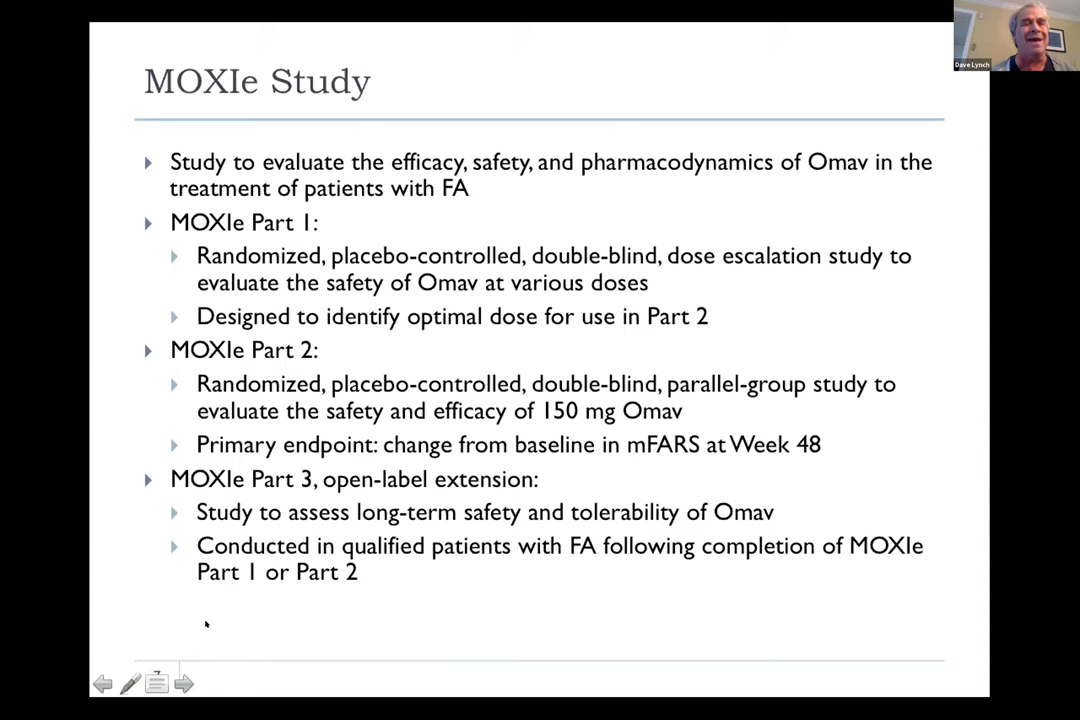 Dave Lynch
MOXIe Study
Study to evaluate the efficacy, safety, and pharmacodynamics of Omav in the
treatment of patients with FA
MOXIe Part 1:
Randomized, placebo-controlled, double-blind, dose escalation study to
evaluate the safety of Omav at various doses
Designed to identify optimal dose for use in Part 2
MOXIe Part 2:
Randomized, placebo-controlled, double-blind, parallel-group study to
evaluate the safety and efficacy of 150 mg Omav
Primary endpoint: change from baseline in mFARS at Week 48
MOXIe Part 3, open-label extension:
Study to assess long-term safety and tolerability of Omav
Conducted in qualified patients with FA following completion of MOXIe
Part 1 or Part 2